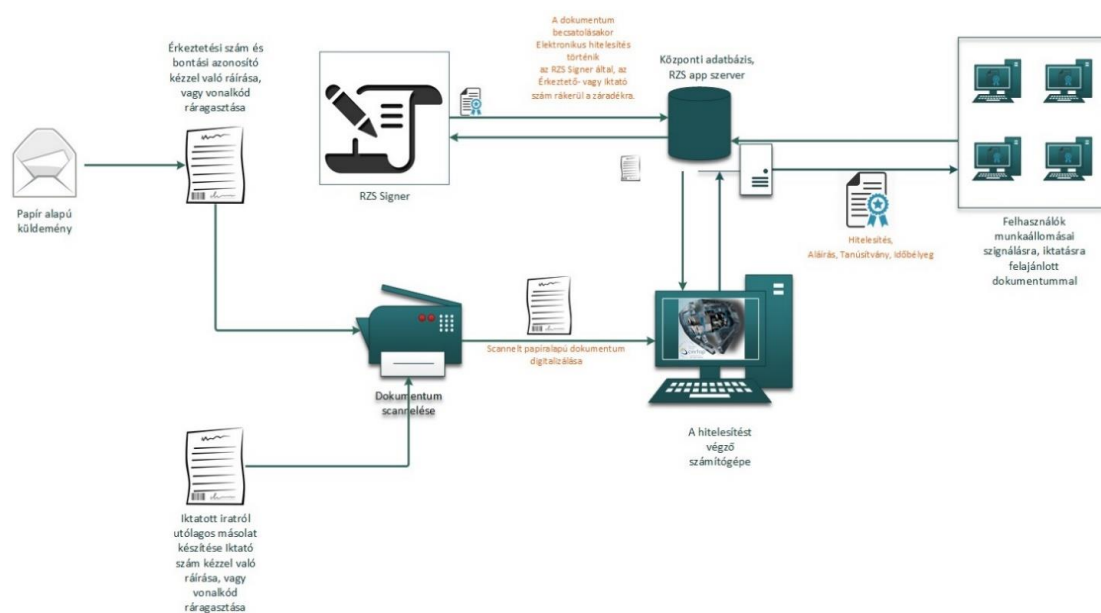 Érkeztetési szám és
bontási azonosító
kézzel való ráírása,
vagy vonalkód
ráragasztása
A dokumentum
becsatolásakor
Elektronikus hitelesítés
történik
az RZS Signer által, az
Érkeztető- vagy Iktató
szám rákerül a záradékra.
Központi adatbázis,
RZS app szerver
RZS Signer
Papír alapú
küldemény
Hitelesítés,
Aláírás, Tanúsítvány, Időbélyeg
Felhasználók
munkaállomásai
szignálásra, iktatásra
felajánlott
dokumentummal
Scannelt papíralapú dokumentum
digitalizálása
Dokumentum
scannelése
A hitelesítést
végző
számítógépe
Iktatott iratról
utólagos másolat
készítése Iktató
szám kézzel való
ráírása, vagy
vonalkód
ráragasztása